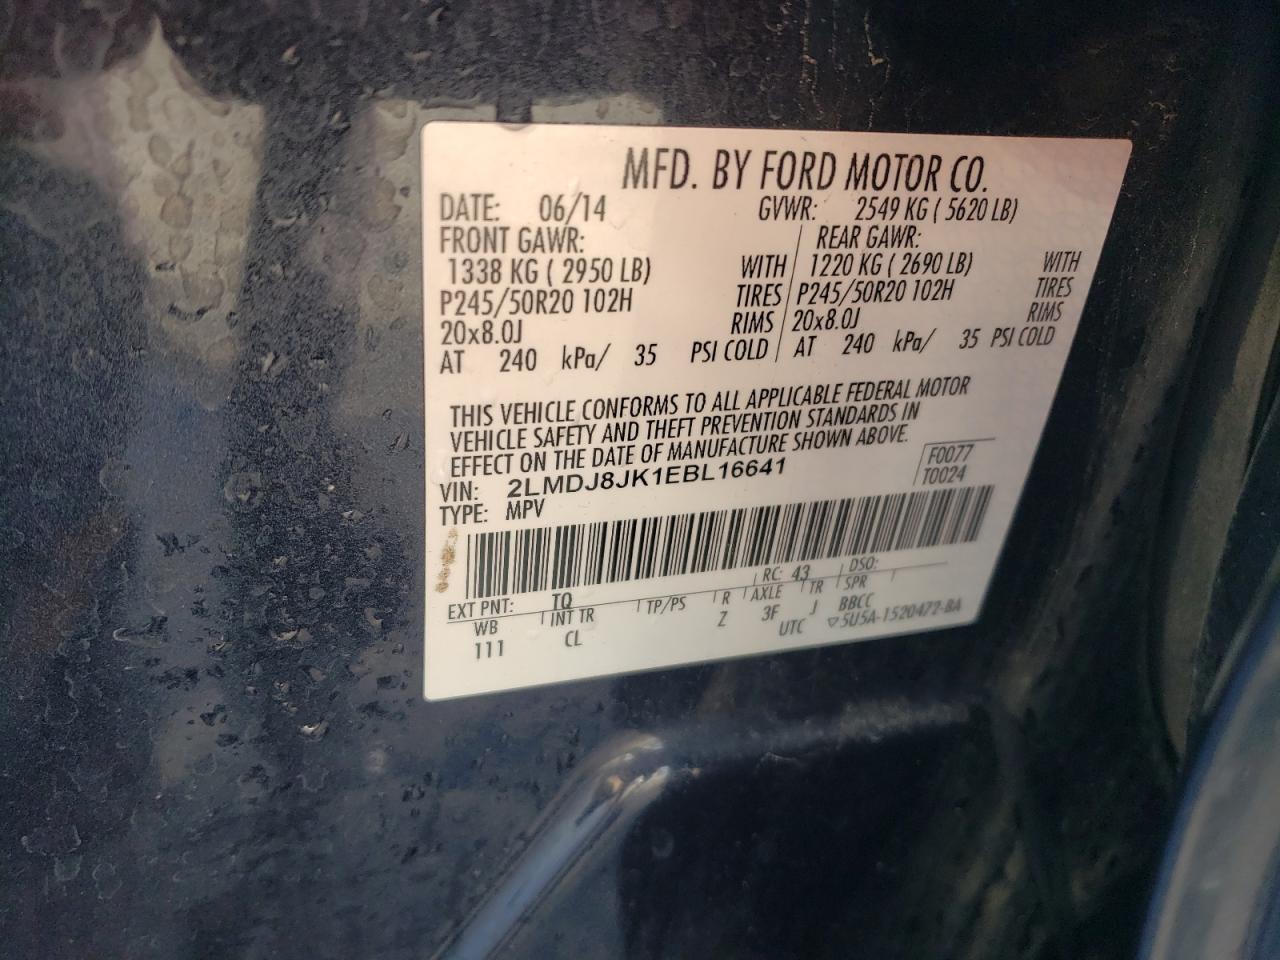 MFD. BY FORD MOTOR CO.
DATE: 06/14 GVWR: 2549 KG ( 5620 LB)
FRONT GAWR: REAR GAWR:
1338 KG ( 2950 LB) WITH 1220 KG ( 2690 LB) WITH
P245/50R20 102H TIRES P245/50R20 102H TIRES
20x8.0J RIMS 20x8.0J RIMS
AT 240 kPa/ 35 PSI COLD AT 240 kPa/ 35 PSI COLD
THIS VEHICLE CONFORMS TO ALL APPLICABLE FEDERAL MOTOR
VEHICLE SAFETY AND THEFT PREVENTION STANDARDS IN
EFFECT ON THE DATE OF MANUFACTURE SHOWN ABOVE.
VIN: 2LMDJ8JK1EBL16641 F0077
TYPE: MPV T0024
EXT PNT: TQ RC: 43 DSO:
WB INT TR TP/PS R AXLE TR SPR
111 CL Z 3F J BBCC
UTC ▽5U5A-1520472-BA